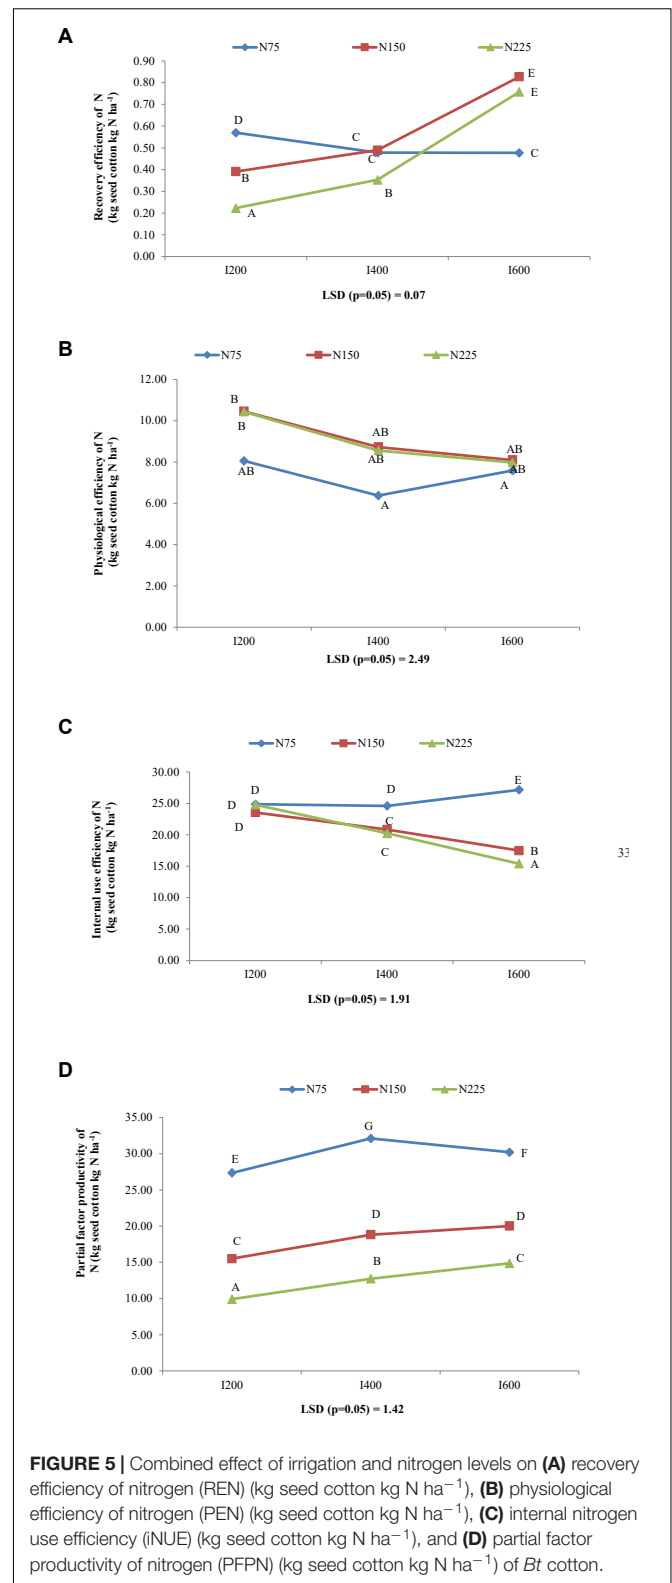 A
N75 N150 N225
Recovery efficiency of N
(kg seed cotton kg N ha⁻¹)
0.90
0.80
0.70
0.60
0.50
0.40
0.30
0.20
0.10
0.00
D
B
A
C
C
B
E
E
C
I200 I400 I600
LSD (p=0.05) = 0.07
B
N75 N150 N225
Physiological efficiency of N
(kg seed cotton kg N ha⁻¹)
12.00
10.00
8.00
6.00
4.00
2.00
0.00
B
B
AB
AB
AB
A
AB
AB
A
I200 I400 I600
LSD (p=0.05) = 2.49
C
N75 N150 N225
Internal use efficiency of N
(kg seed cotton kg N ha⁻¹)
30.00
25.00
20.00
15.00
10.00
5.00
0.00
D
D
D
D
C
C
E
B
A
33
I200 I400 I600
LSD (p=0.05) = 1.91
D
N75 N150 N225
Partial factor productivity of
N (kg seed cotton kg N ha⁻¹)
35.00
30.00
25.00
20.00
15.00
10.00
5.00
0.00
E
C
A
G
D
B
F
D
C
I200 I400 I600
LSD (p=0.05) = 1.42
FIGURE 5 | Combined effect of irrigation and nitrogen levels on (A) recovery
efficiency of nitrogen (REN) (kg seed cotton kg N ha⁻¹), (B) physiological
efficiency of nitrogen (PEN) (kg seed cotton kg N ha⁻¹), (C) internal nitrogen
use efficiency (iNUE) (kg seed cotton kg N ha⁻¹), and (D) partial factor
productivity of nitrogen (PFPN) (kg seed cotton kg N ha⁻¹) of Bt cotton.